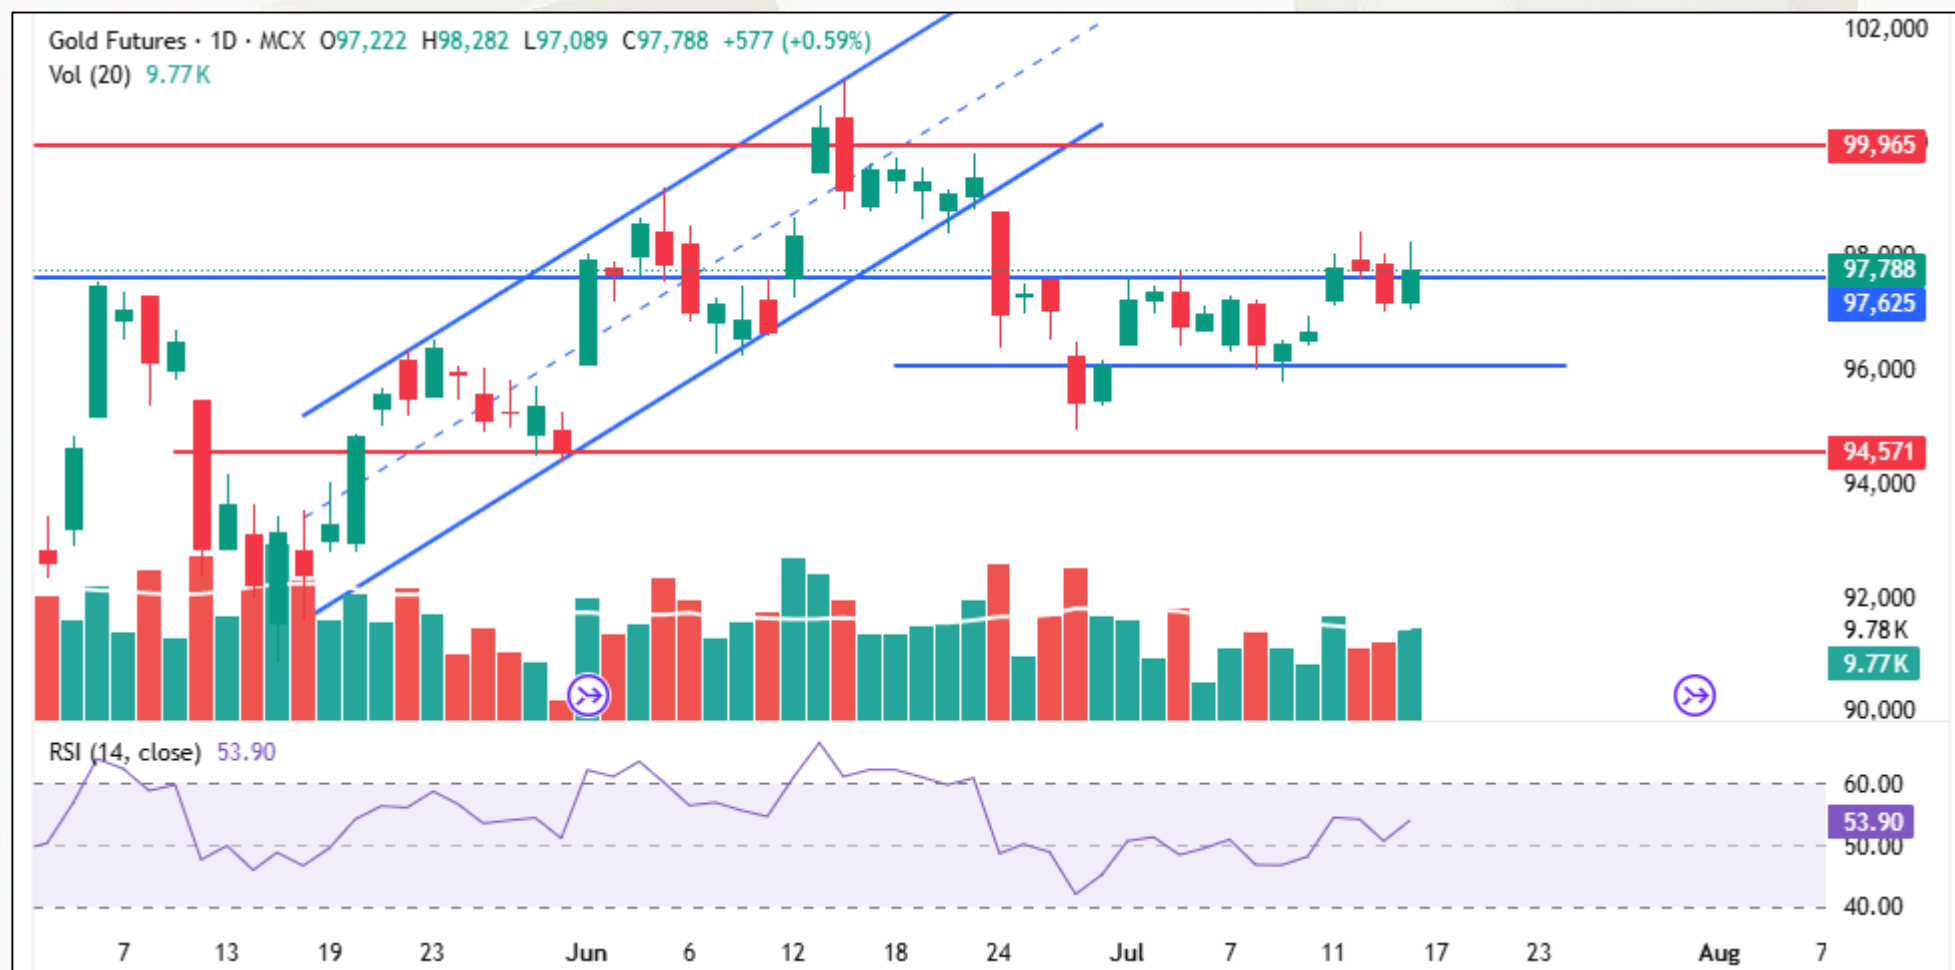 Gold Futures · 1D · MCX O97,222 H98,282 L97,089 C97,788 +577 (+0.59%)
Vol (20) 9.77K
102,000
99,965
98,000
97,788
97,625
96,000
94,571
94,000
92,000
9.78K
9.77K
90,000
RSI (14, close) 53.90
60.00
53.90
50.00
40.00
7 13 19 23 Jun 6 12 18 24 Jul 7 11 17 23 Aug 7